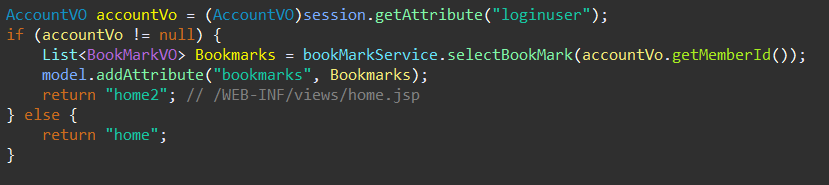 AccountVO accountVo = (AccountVO)session.getAttribute("loginuser");
if (accountVo != null) {
    List<BookMarkVO> Bookmarks = bookMarkService.selectBookMark(accountVo.getMemberId());
    model.addAttribute("bookmarks", Bookmarks);
    return "home2"; // /WEB-INF/views/home.jsp
} else {
    return "home";
}